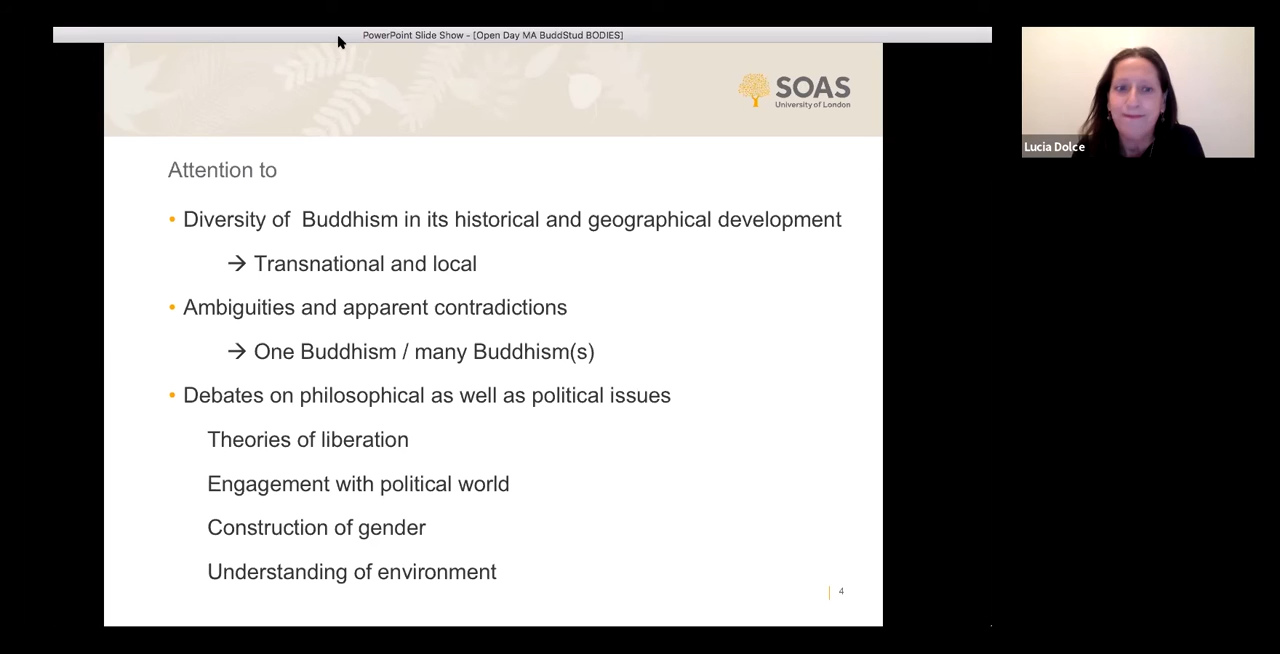 PowerPoint Slide Show - [Open Day MA BuddStud BODIES]
SOAS
University of London
Lucia Dolce
Attention to
• Diversity of  Buddhism in its historical and geographical development
→ Transnational and local
• Ambiguities and apparent contradictions
→ One Buddhism / many Buddhism(s)
• Debates on philosophical as well as political issues
Theories of liberation
Engagement with political world
Construction of gender
Understanding of environment
4